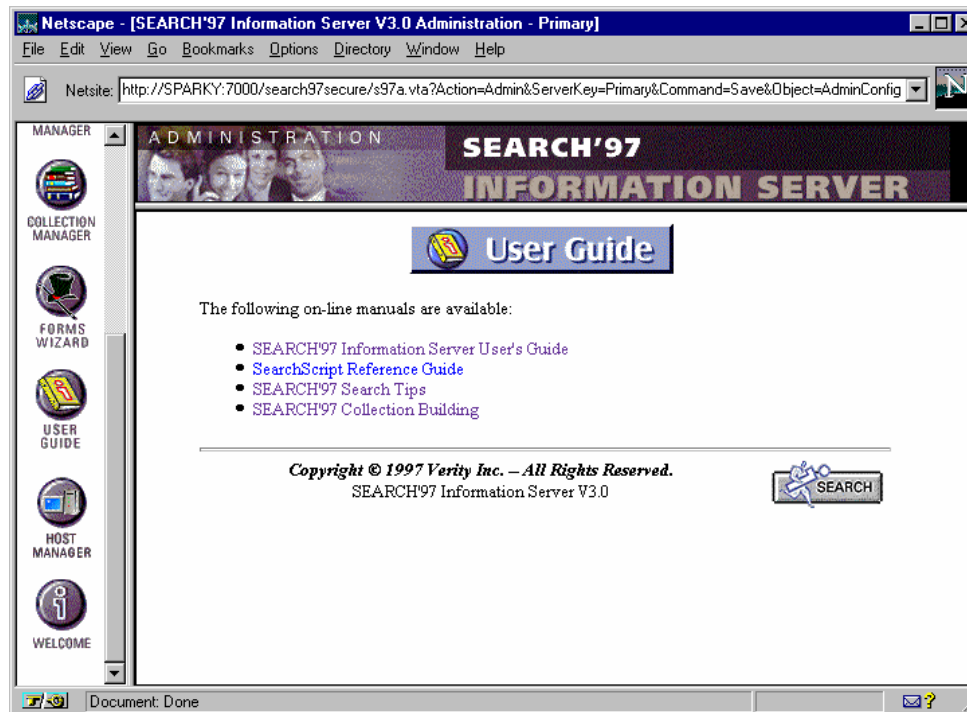 Netscape - [SEARCH'97 Information Server V3.0 Administration - Primary]
File Edit View Go Bookmarks Options Directory Window Help
Netsite: http://SPARKY:7000/search97secure/s97a.vta?Action=Admin&ServerKey=Primary&Command=Save&Object=AdminConfig
N
MANAGER
COLLECTION
MANAGER
FORMS
WIZARD
USER
GUIDE
HOST
MANAGER
WELCOME
ADMINISTRATION
SEARCH'97
INFORMATION SERVER
User Guide
The following on-line manuals are available:
SEARCH'97 Information Server User's Guide
SearchScript Reference Guide
SEARCH'97 Search Tips
SEARCH'97 Collection Building
Copyright © 1997 Verity Inc. – All Rights Reserved.
SEARCH'97 Information Server V3.0
SEARCH
Document: Done
?